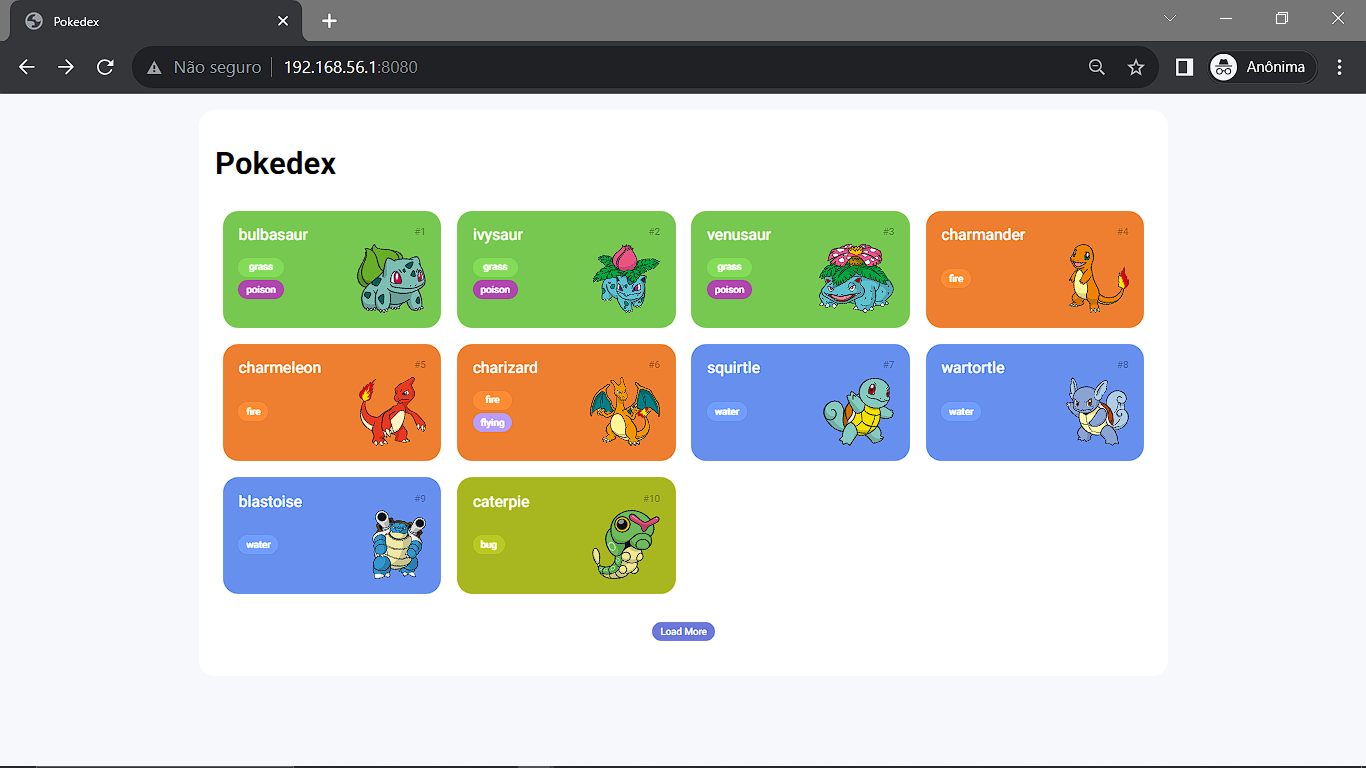 Pokedex
Não seguro 192.168.56.1:8080 Anônima
Pokedex
bulbasaur #1
grass
poison
ivysaur #2
grass
poison
venusaur #3
grass
poison
charmander #4
fire
charmeleon #5
fire
charizard #6
fire
flying
squirtle #7
water
wartortle #8
water
blastoise #9
water
caterpie #10
bug
Load More